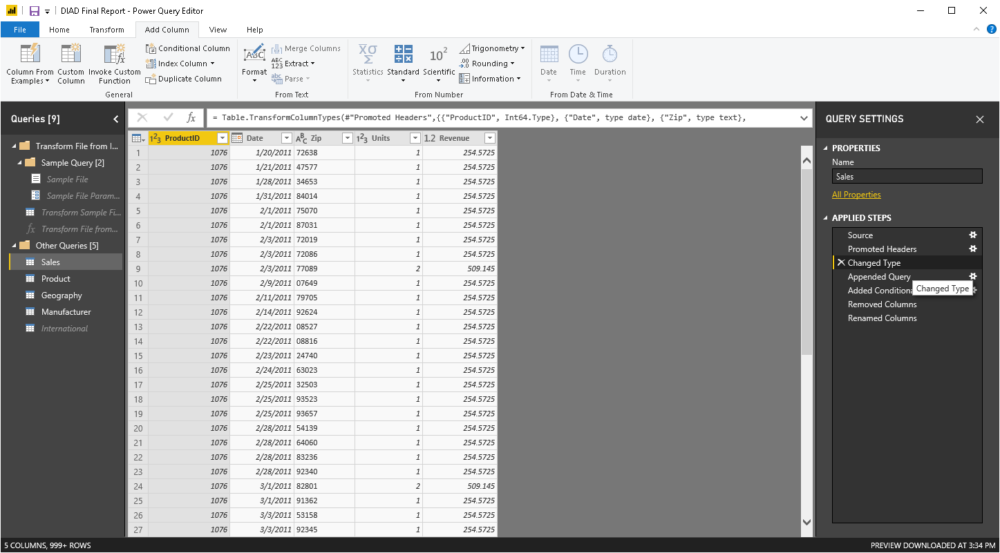 DIAD Final Report - Power Query Editor
File Home Transform Add Column View Help
Column From Examples
Custom Column
Invoke Custom Function
Conditional Column
Index Column
Duplicate Column
General
ABC
Format
Merge Columns
ABC 123 Extract
abc Parse
From Text
XΣ Statistics
Standard
10² Scientific
Trigonometry
.00 Rounding
Information
From Number
Date
Time
Duration
From Date & Time
Queries [9]
Transform File from I...
Sample Query [2]
Sample File
Sample File Param...
Transform Sample Fi...
fx Transform File from...
Other Queries [5]
Sales
Product
Geography
Manufacturer
International
fx = Table.TransformColumnTypes(#"Promoted Headers",{{"ProductID", Int64.Type}, {"Date", type date}, {"Zip", type text},
123 ProductID Date ABC Zip 123 Units 1.2 Revenue
1 1076 1/20/2011 72638 1 254.5725
2 1076 1/21/2011 47577 1 254.5725
3 1076 1/28/2011 34653 1 254.5725
4 1076 1/31/2011 84014 1 254.5725
5 1076 2/1/2011 75070 1 254.5725
6 1076 2/1/2011 87031 1 254.5725
7 1076 2/3/2011 72019 1 254.5725
8 1076 2/3/2011 72086 1 254.5725
9 1076 2/3/2011 77089 2 509.145
10 1076 2/9/2011 07649 1 254.5725
11 1076 2/11/2011 79705 1 254.5725
12 1076 2/14/2011 92624 1 254.5725
13 1076 2/22/2011 08527 1 254.5725
14 1076 2/22/2011 08816 1 254.5725
15 1076 2/23/2011 24740 1 254.5725
16 1076 2/24/2011 63023 1 254.5725
17 1076 2/25/2011 32503 1 254.5725
18 1076 2/25/2011 93523 1 254.5725
19 1076 2/25/2011 93657 1 254.5725
20 1076 2/28/2011 54139 1 254.5725
21 1076 2/28/2011 64060 1 254.5725
22 1076 2/28/2011 83236 1 254.5725
23 1076 2/28/2011 92340 1 254.5725
24 1076 3/1/2011 82801 2 509.145
25 1076 3/1/2011 91362 1 254.5725
26 1076 3/3/2011 53158 1 254.5725
27 1076 3/3/2011 92345 1 254.5725
QUERY SETTINGS
PROPERTIES
Name
Sales
All Properties
APPLIED STEPS
Source
Promoted Headers
Changed Type
Appended Query
Added Conditiona
Changed Type
Removed Columns
Renamed Columns
5 COLUMNS, 999+ ROWS
PREVIEW DOWNLOADED AT 3:34 PM